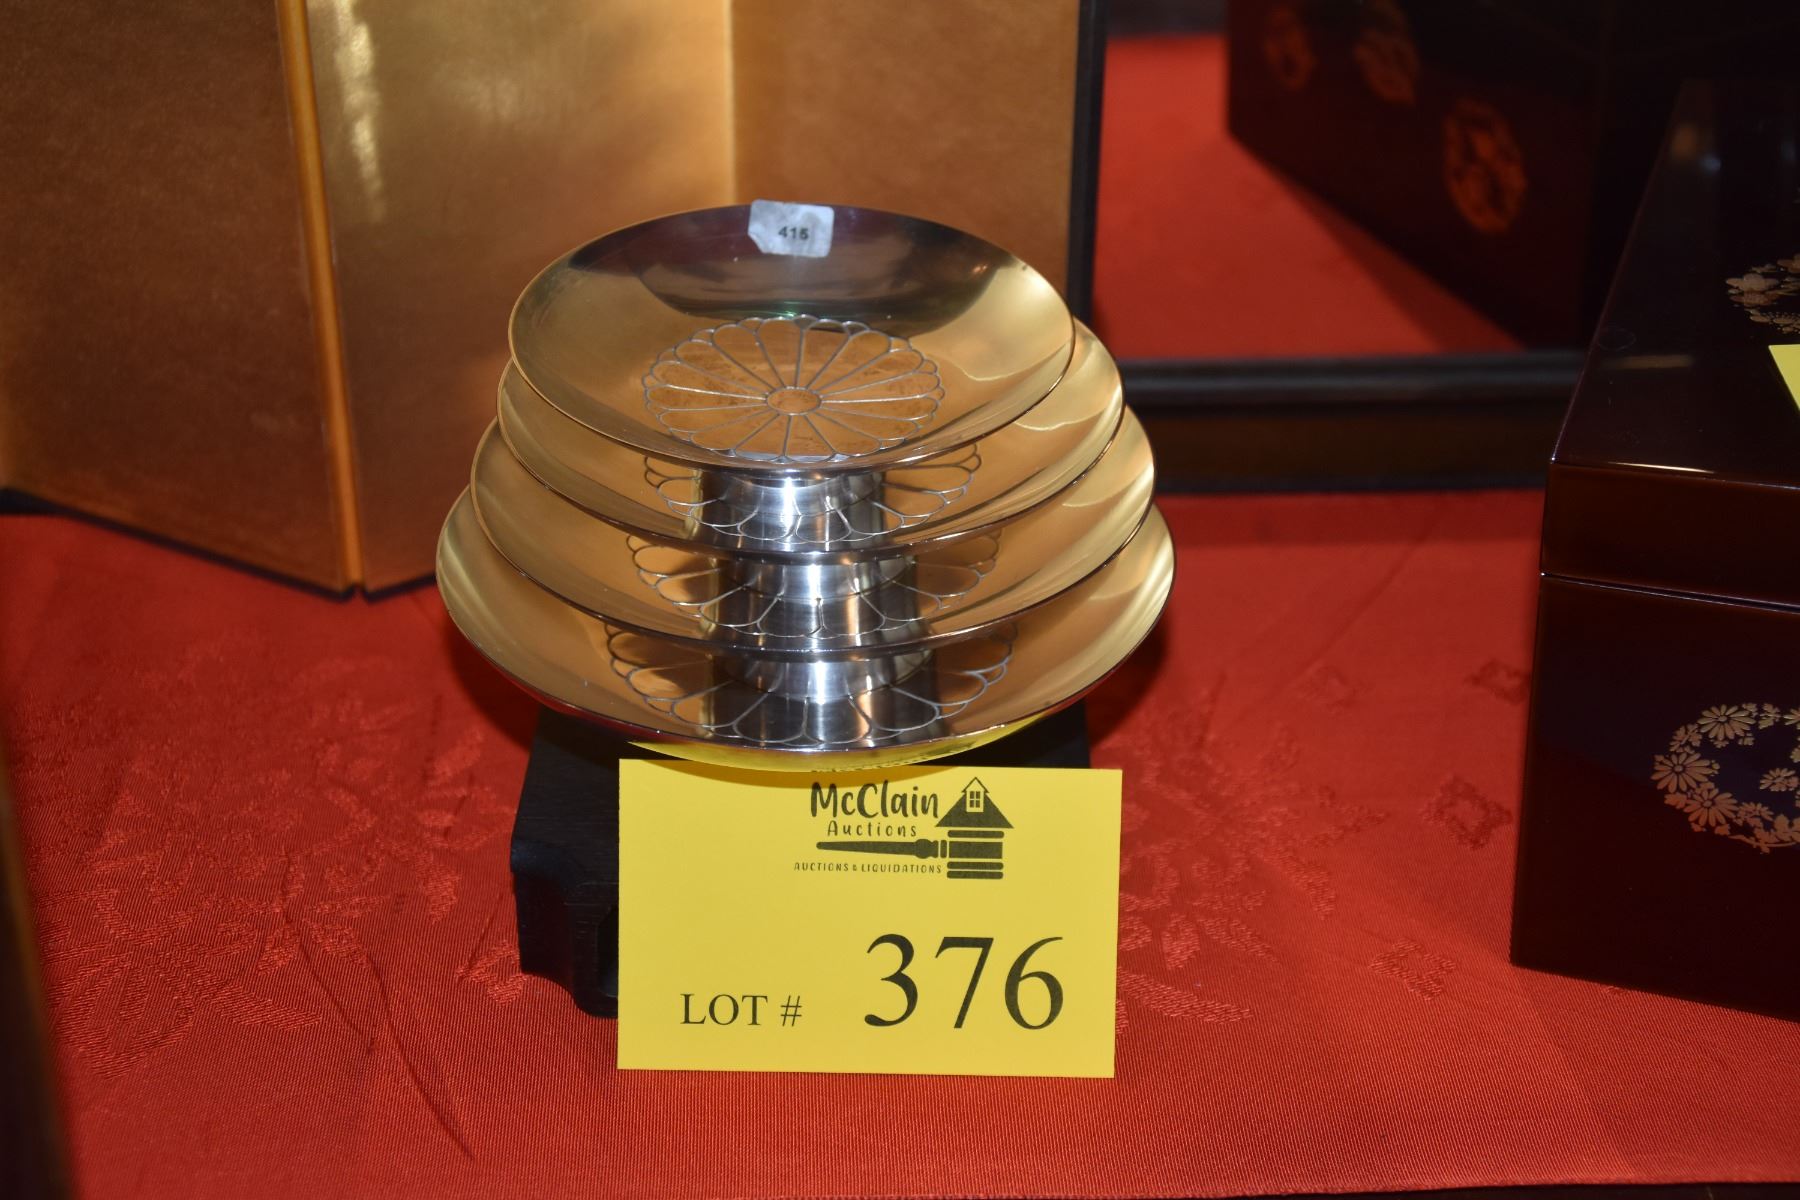 415
McClain
Auctions
AUCTIONS & LIQUIDATIONS
LOT # 376